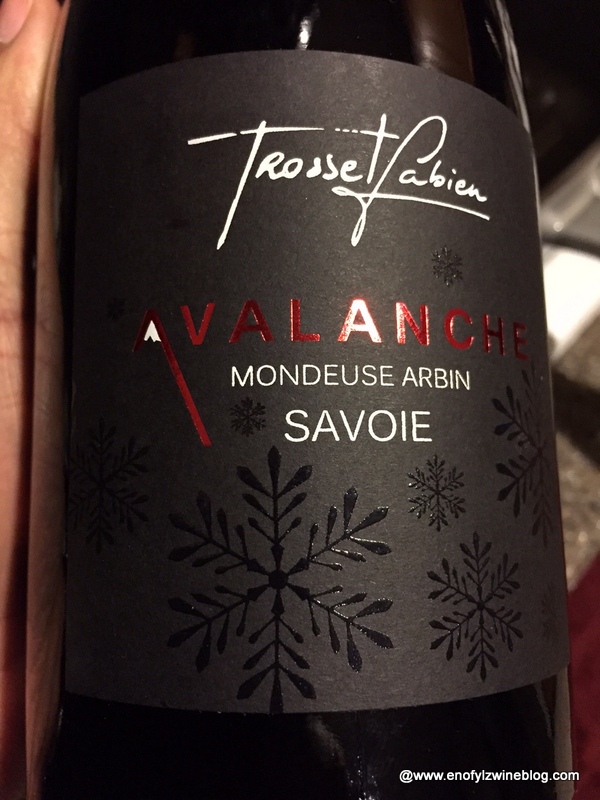 Trosset Fabien
AVALANCHE
MONDEUSE ARBIN
SAVOIE
@www.enofylzwineblog.com